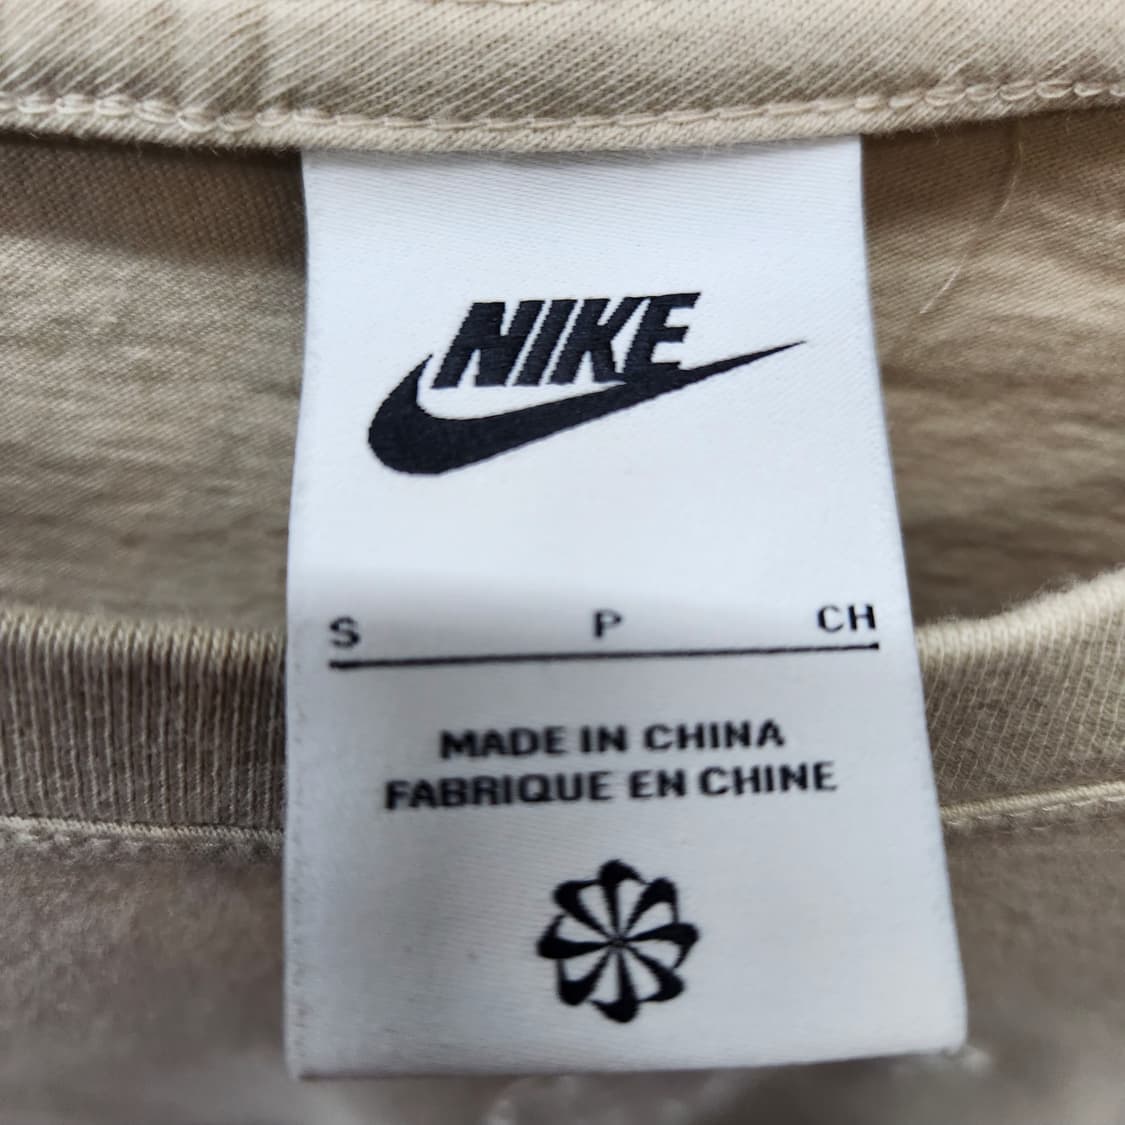 NIKE
S P CH
MADE IN CHINA
FABRIQUE EN CHINE